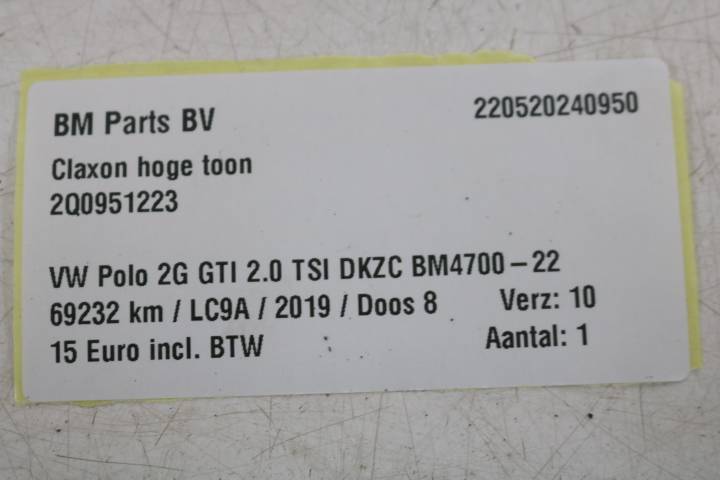 BM Parts BV 220520240950
Claxon hoge toon
2Q0951223
VW Polo 2G GTI 2.0 TSI DKZC BM4700-22
69232 km / LC9A / 2019 / Doos 8 Verz: 10
15 Euro incl. BTW Aantal: 1